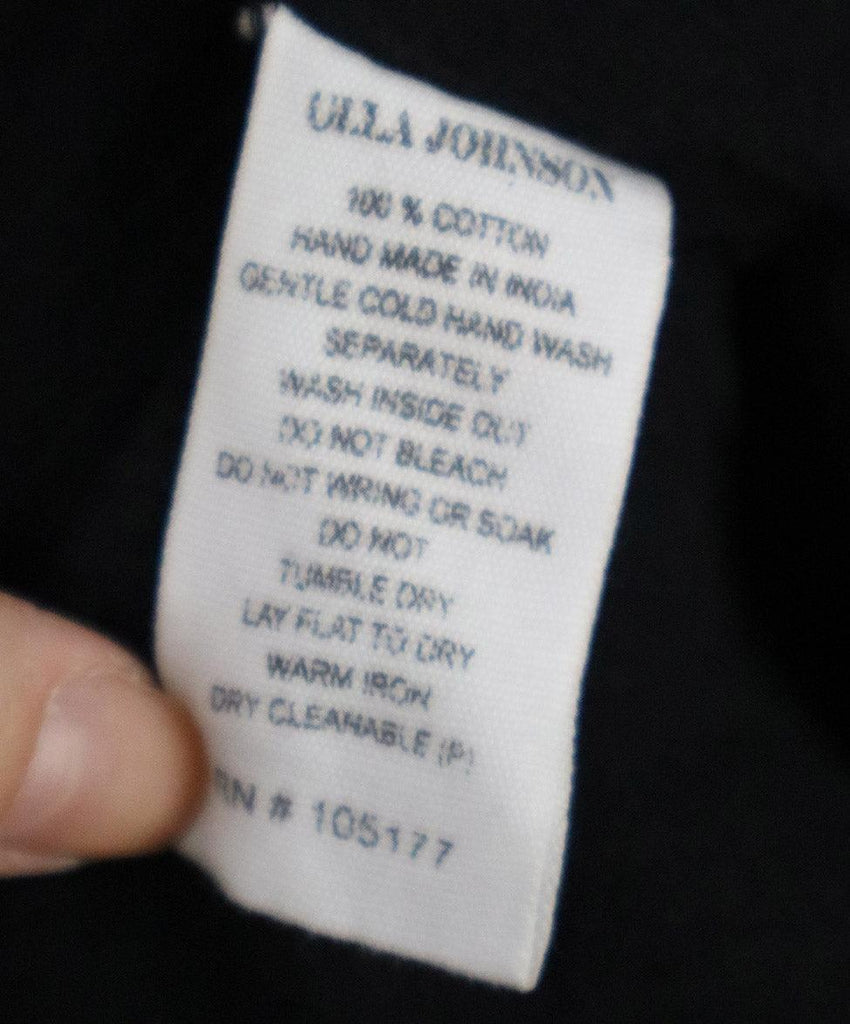 ULLA JOHNSON
100 % COTTON
HAND MADE IN INDIA
GENTLE COLD HAND WASH
SEPARATELY
WASH INSIDE OUT
DO NOT BLEACH
DO NOT WRING OR SOAK
DO NOT
TUMBLE DRY
LAY FLAT TO DRY
WARM IRON
DRY CLEANABLE (P)
RN # 105177